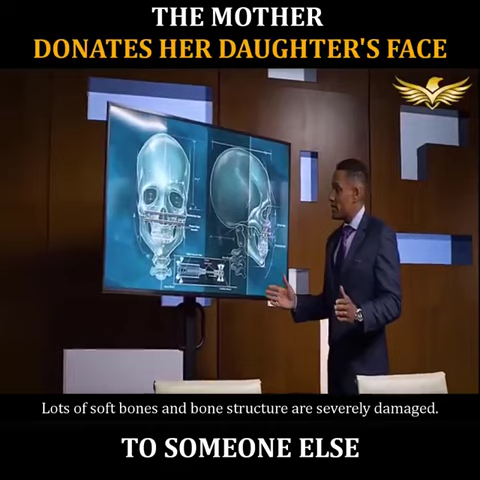 THE MOTHER
DONATES HER DAUGHTER'S FACE
Lots of soft bones and bone structure are severely damaged.
TO SOMEONE ELSE